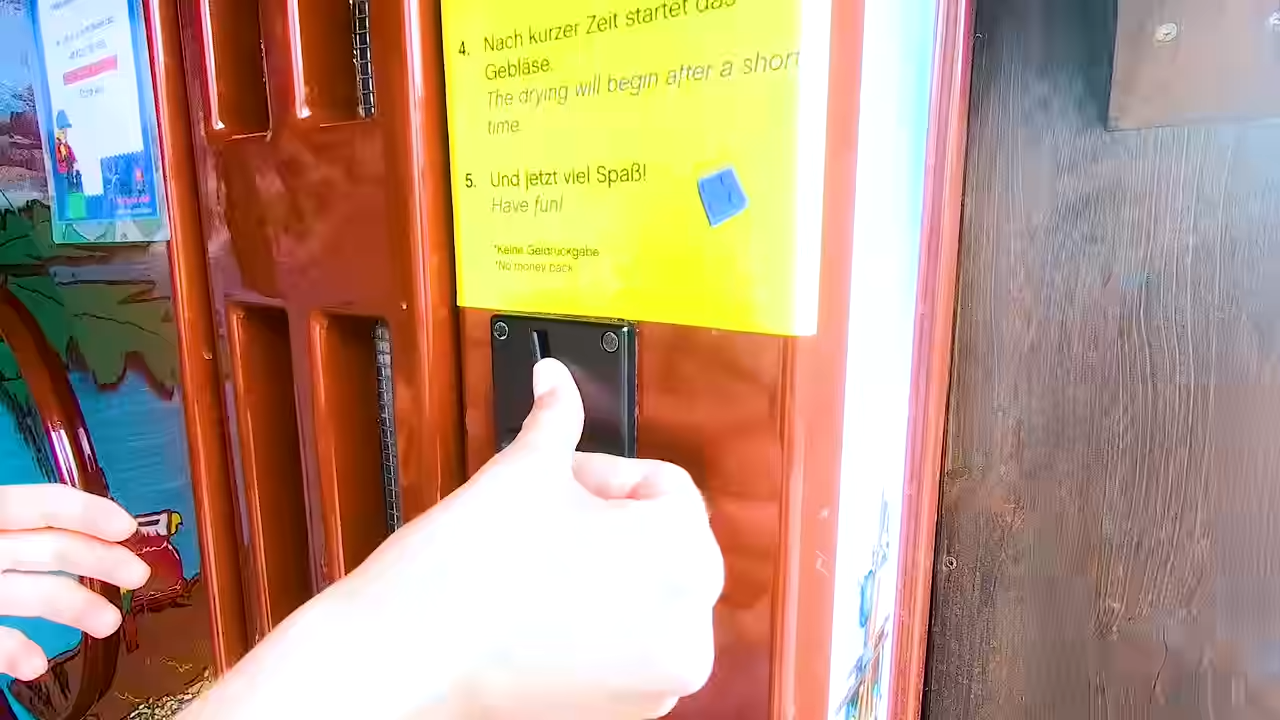 4. Nach kurzer Zeit startet das
Gebläse.
The drying will begin after a short
time.
5. Und jetzt viel Spaß!
Have fun!
*Keine Geldrückgabe
*No money back